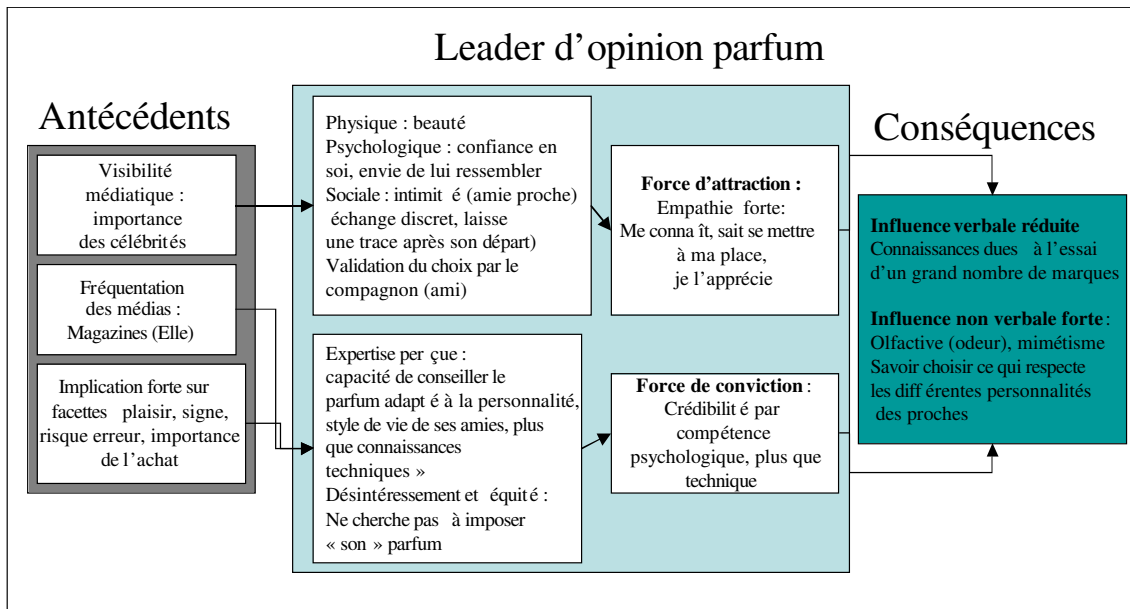 Leader d’opinion parfum
Antécédents
Visibilité
médiatique :
importance
des célébrités
Fréquentation
des médias :
Magazines (Elle)
Implication forte sur
facettes plaisir, signe,
risque erreur, importance
de l’achat
Physique : beauté
Psychologique : confiance en
soi, envie de lui ressembler
Sociale : intimit é (amie proche)
échange discret, laisse
une trace après son départ)
Validation du choix par le
compagnon (ami)
Expertise per çue :
capacité de conseiller le
parfum adapt é à la personnalité,
style de vie de ses amies, plus
que connaissances
techniques »
Désintéressement et équité :
Ne cherche pas à imposer
« son » parfum
Force d’attraction :
Empathie forte:
Me conna ît, sait se mettre
à ma place,
je l’apprécie
Force de conviction :
Crédibilit é par
compétence
psychologique, plus que
technique
Conséquences
Influence verbale réduite
Connaissances dues à l’essai
d’un grand nombre de marques
Influence non verbale forte :
Olfactive (odeur), mimétisme
Savoir choisir ce qui respecte
les diff érentes personnalités
des proches